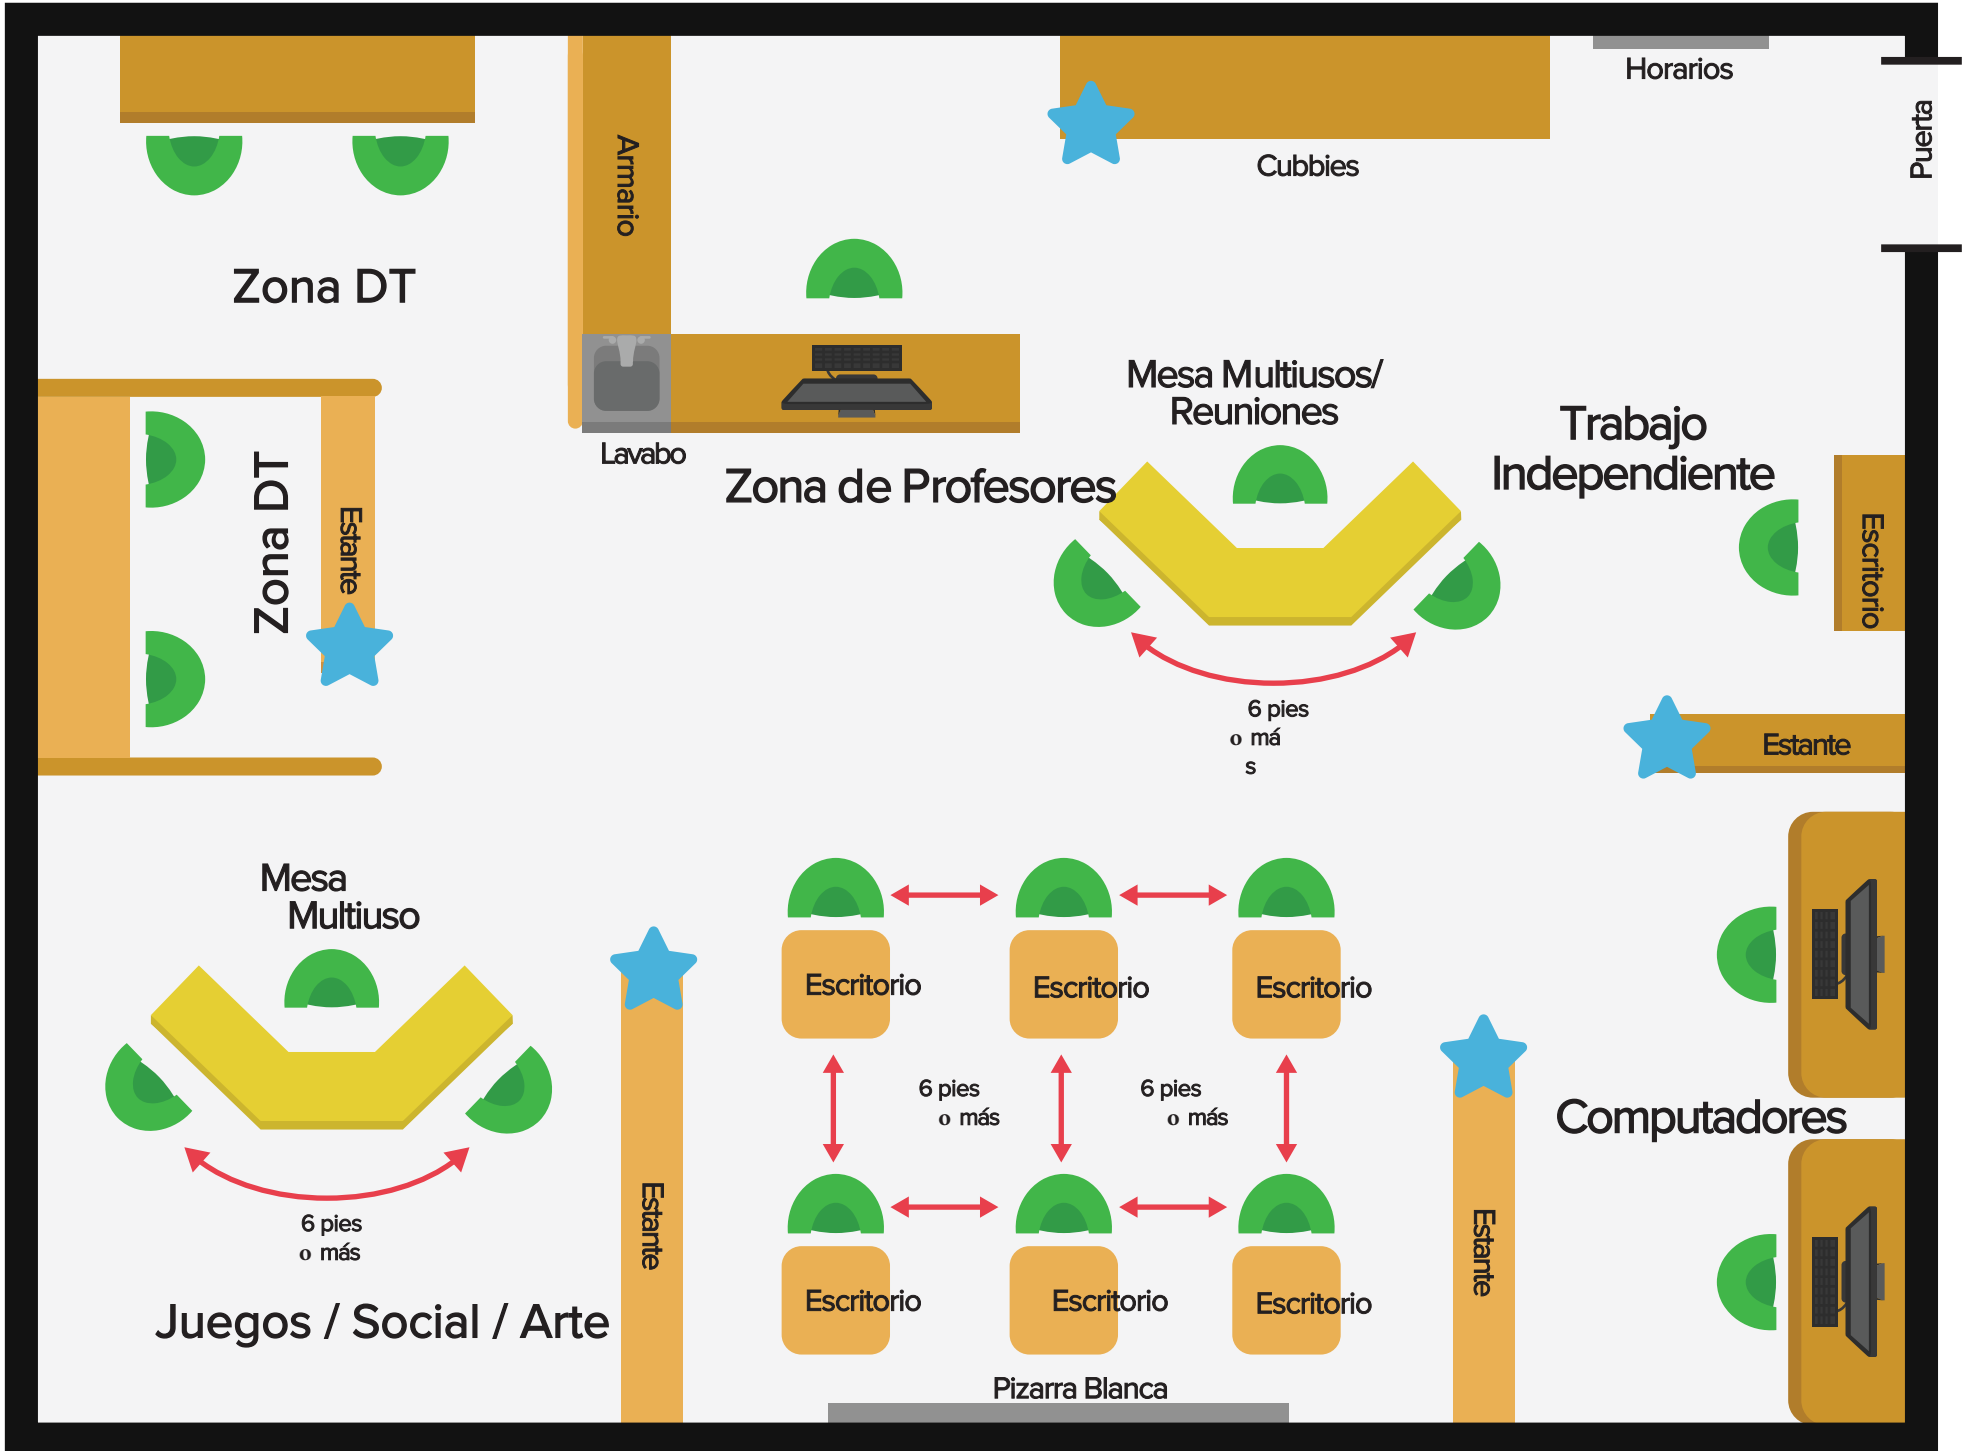 Horarios
Puerta
Armario
Cubbies
Zona DT
Mesa Multiusos/
Reuniones
Trabajo
Independiente
Lavabo
Zona de Profesores
Zona DT
Estante
Escritorio
6 pies
o má
s
Estante
Mesa
Multiuso
Escritorio
Escritorio
Escritorio
6 pies
o más
6 pies
o más
Computadores
6 pies
o más
Estante
Estante
Juegos / Social / Arte
Escritorio
Escritorio
Escritorio
Pizarra Blanca